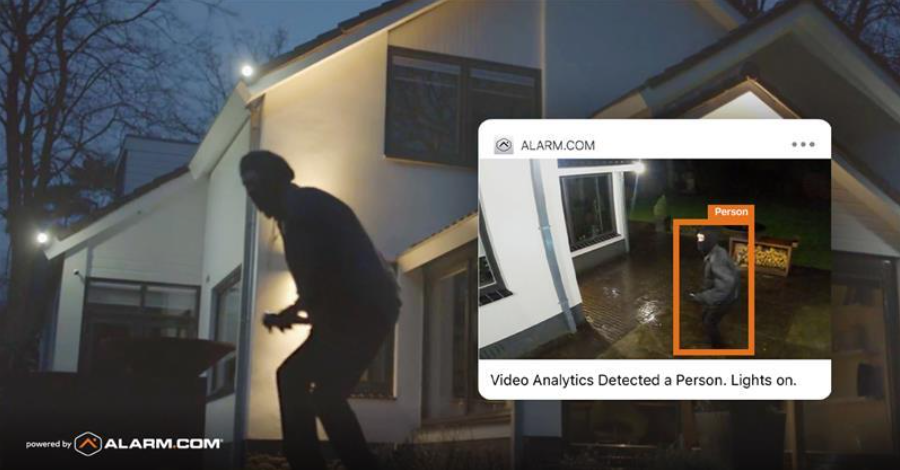 ALARM.COM
Person
Video Analytics Detected a Person. Lights on.
powered by ALARM.COM®